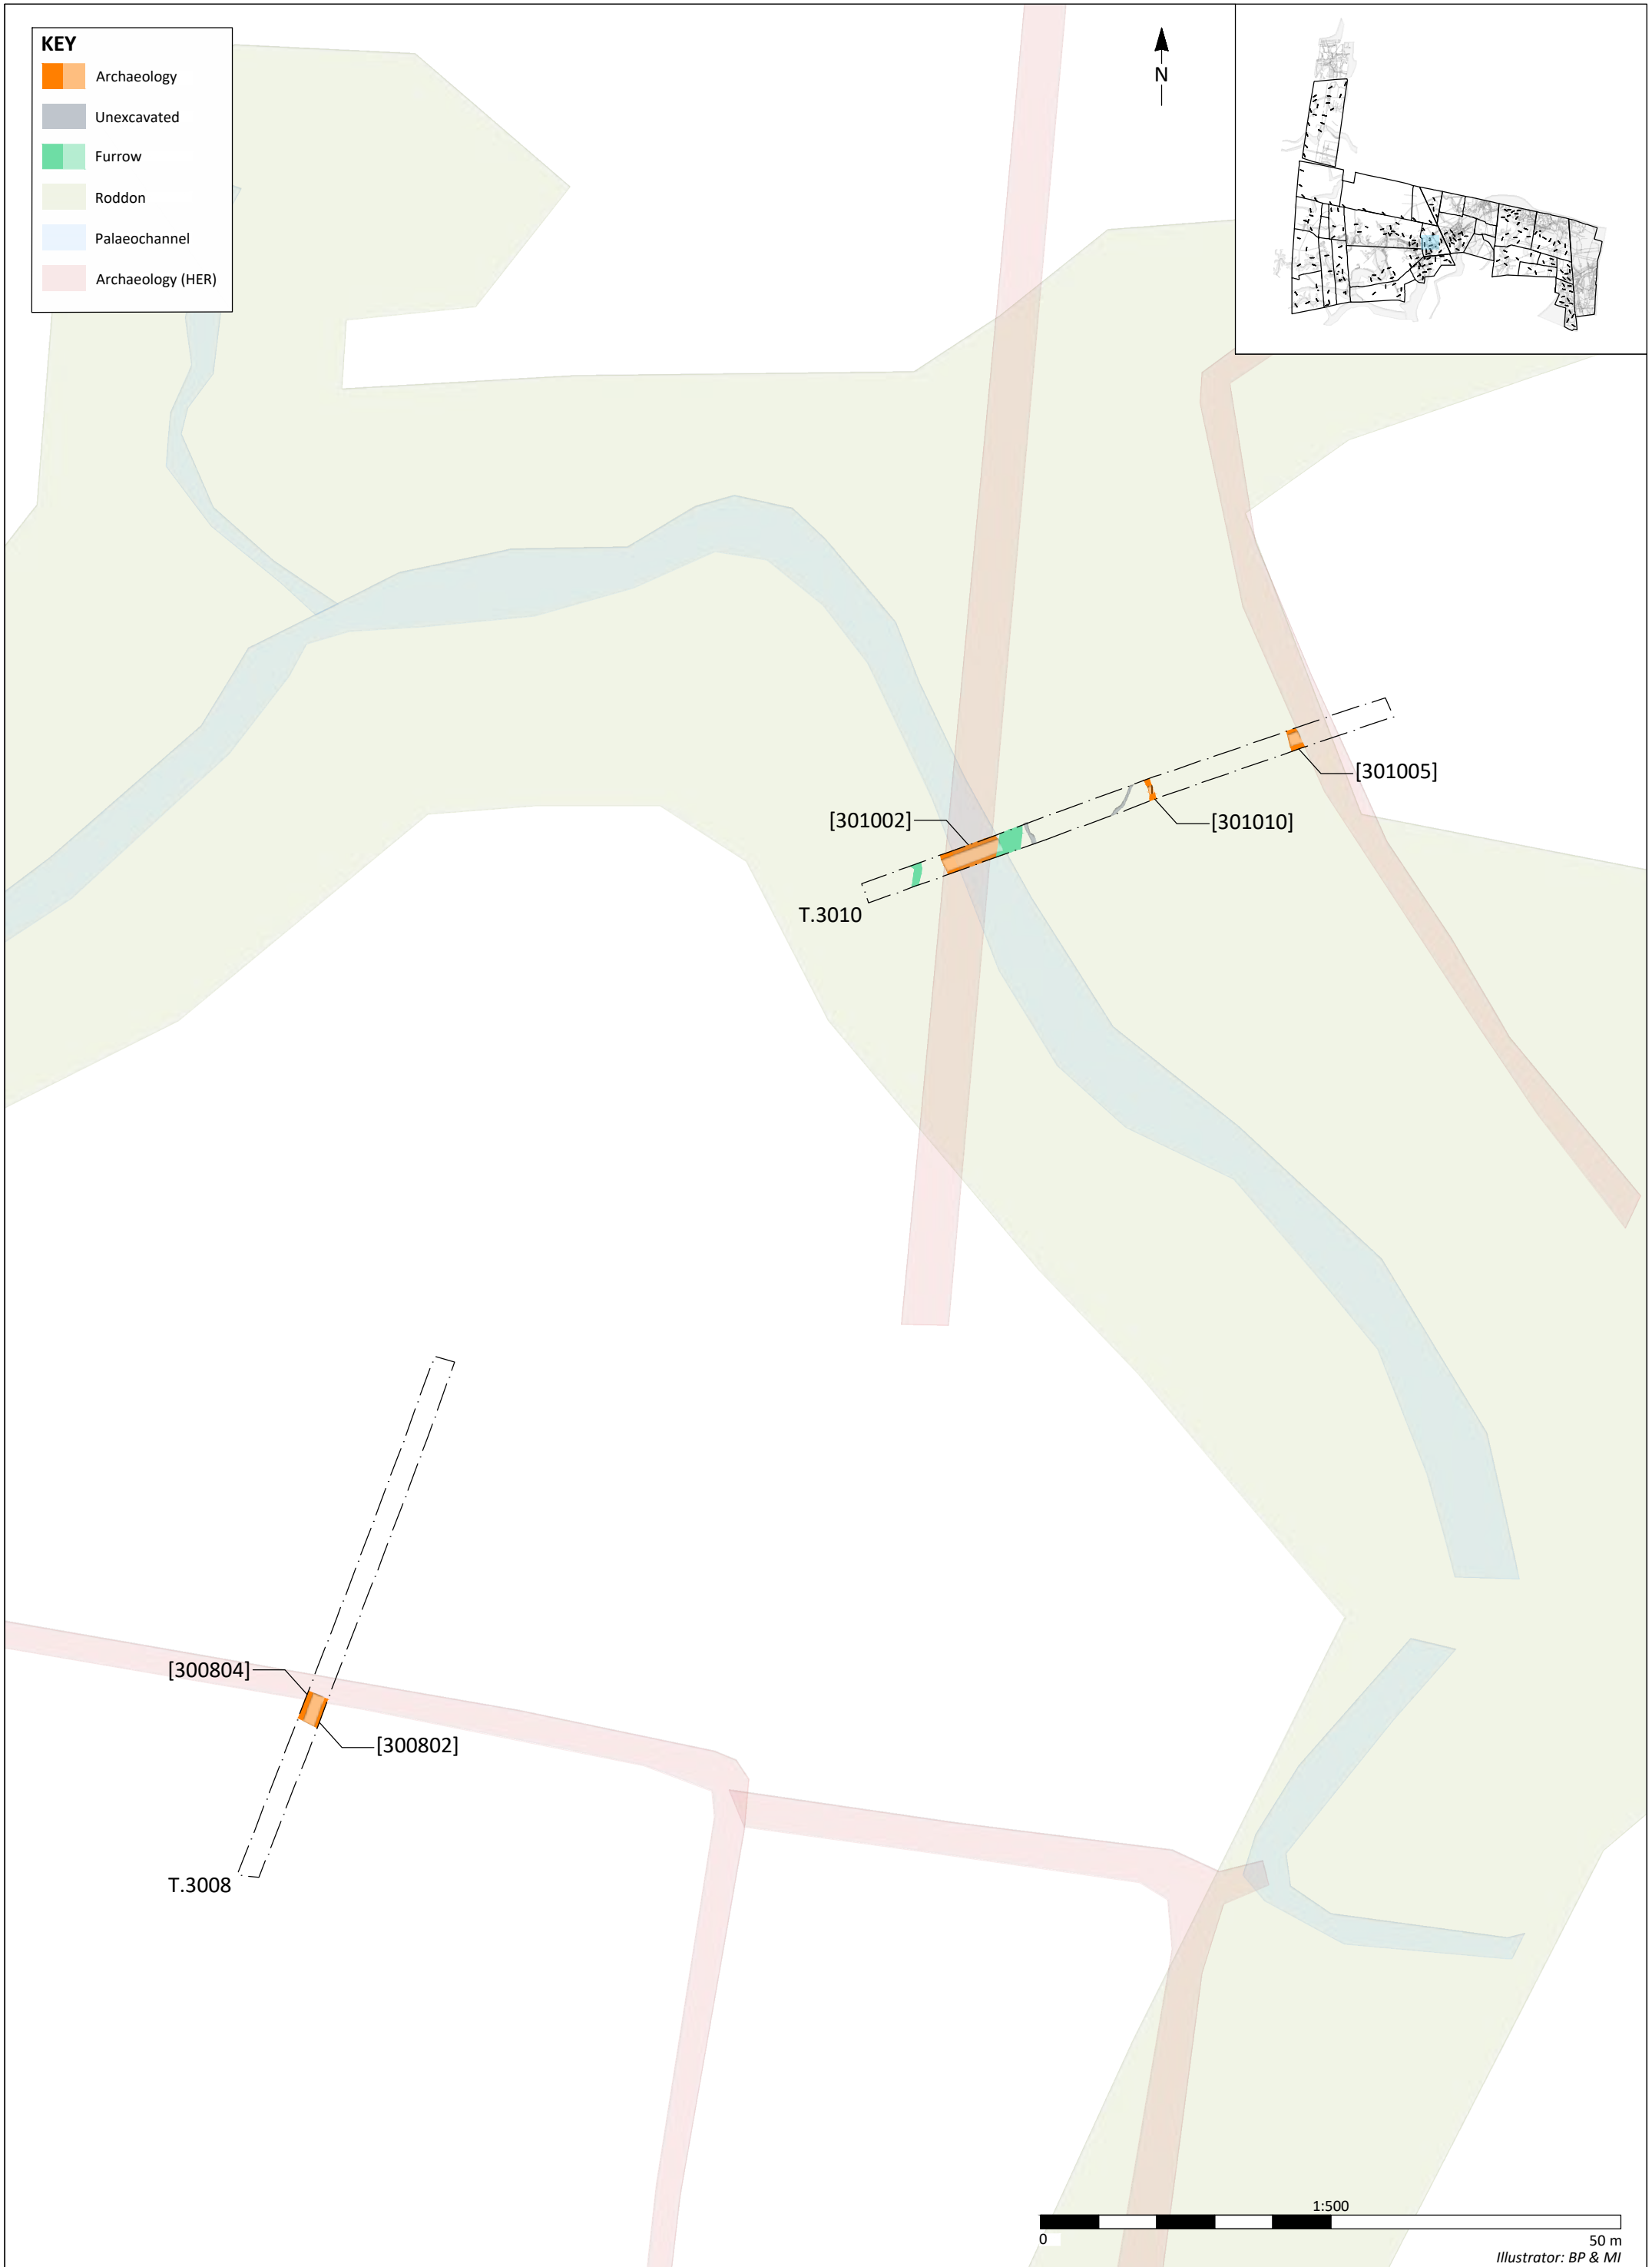 KEY
Archaeology
Unexcavated
Furrow
Roddon
Palaeochannel
Archaeology (HER)
N
[301005]
[301002]
[301010]
T.3010
[300804]
[300802]
T.3008
1:500
0
50 m
Illustrator: BP & MI